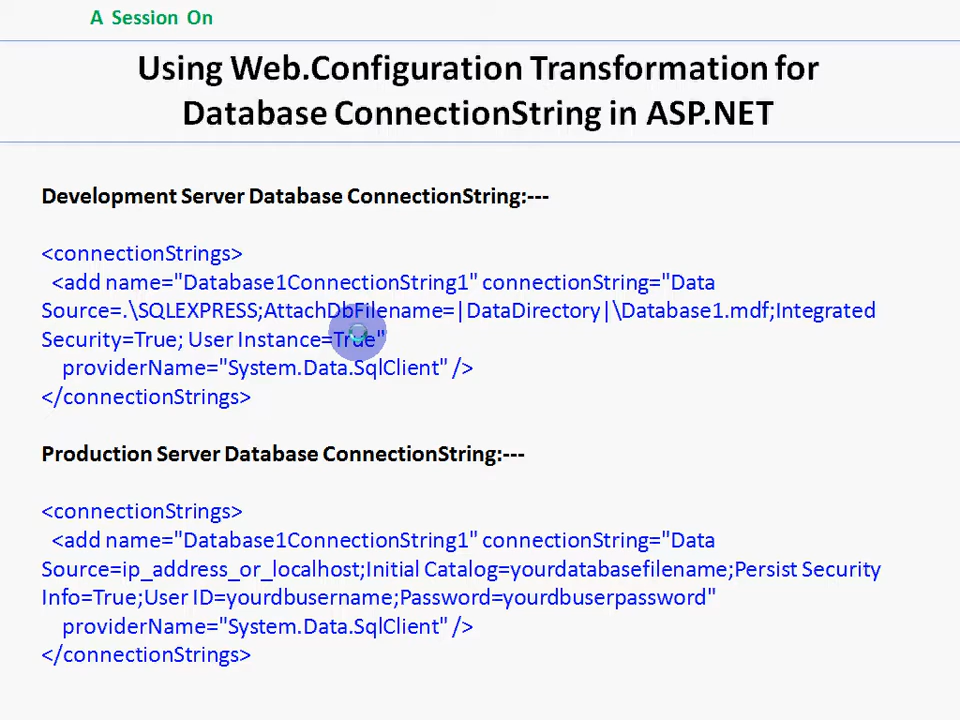 A Session On
Using Web.Configuration Transformation for
Database ConnectionString in ASP.NET
Development Server Database ConnectionString:---
<connectionStrings>
<add name="Database1ConnectionString1" connectionString="Data
Source=.\SQLEXPRESS;AttachDbFilename=|DataDirectory|\Database1.mdf;Integrated
Security=True; User Instance=True"
providerName="System.Data.SqlClient" />
</connectionStrings>
Production Server Database ConnectionString:---
<connectionStrings>
<add name="Database1ConnectionString1" connectionString="Data
Source=ip_address_or_localhost;Initial Catalog=yourdatabasefilename;Persist Security
Info=True;User ID=yourdbusername;Password=yourdbuserpassword"
providerName="System.Data.SqlClient" />
</connectionStrings>